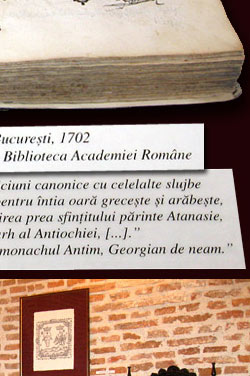 București, 1702
Biblioteca Academiei Române
ciuni canonice cu celelalte slujbe
pentru întia oară grecește și arăbește,
irea prea sfințitului părinte Atanasie,
rh al Antiochiei, [...]."
monachul Antim, Georgian de neam."